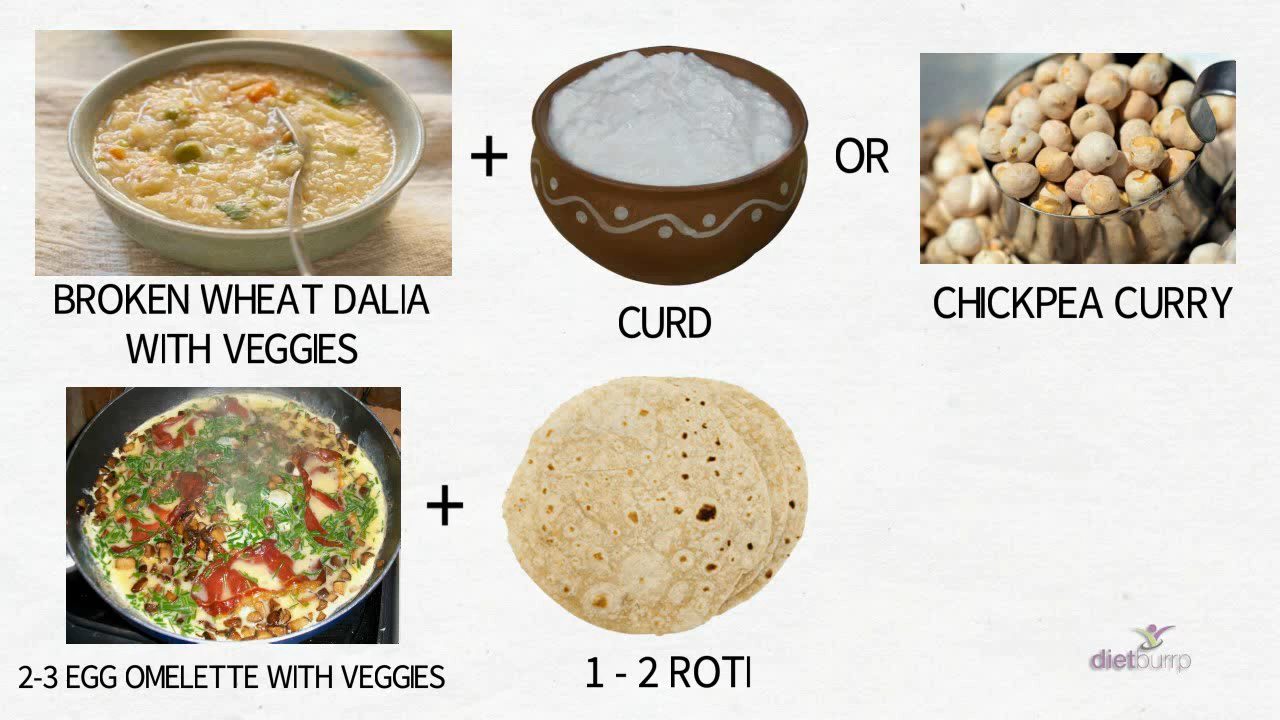 +
OR
BROKEN WHEAT DALIA
WITH VEGGIES
CURD
CHICKPEA CURRY
+
2-3 EGG OMELETTE WITH VEGGIES
1 - 2 ROTI
dietburrp